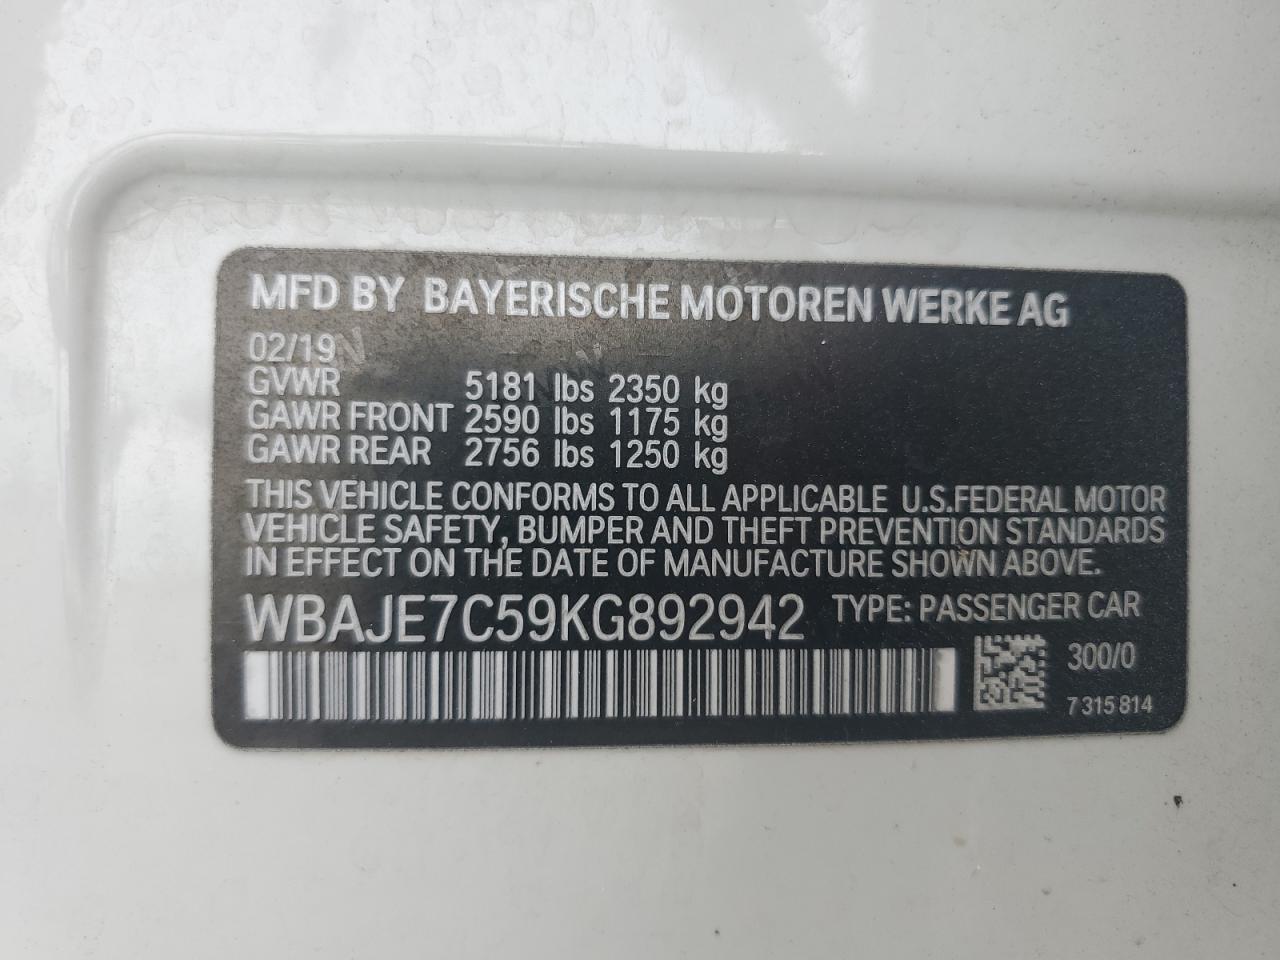 MFD BY BAYERISCHE MOTOREN WERKE AG
02/19
GVWR 5181 lbs 2350 kg
GAWR FRONT 2590 lbs 1175 kg
GAWR REAR 2756 lbs 1250 kg
THIS VEHICLE CONFORMS TO ALL APPLICABLE U.S.FEDERAL MOTOR
VEHICLE SAFETY, BUMPER AND THEFT PREVENTION STANDARDS
IN EFFECT ON THE DATE OF MANUFACTURE SHOWN ABOVE.
WBAJE7C59KG892942 TYPE: PASSENGER CAR
300/0
7 315 814